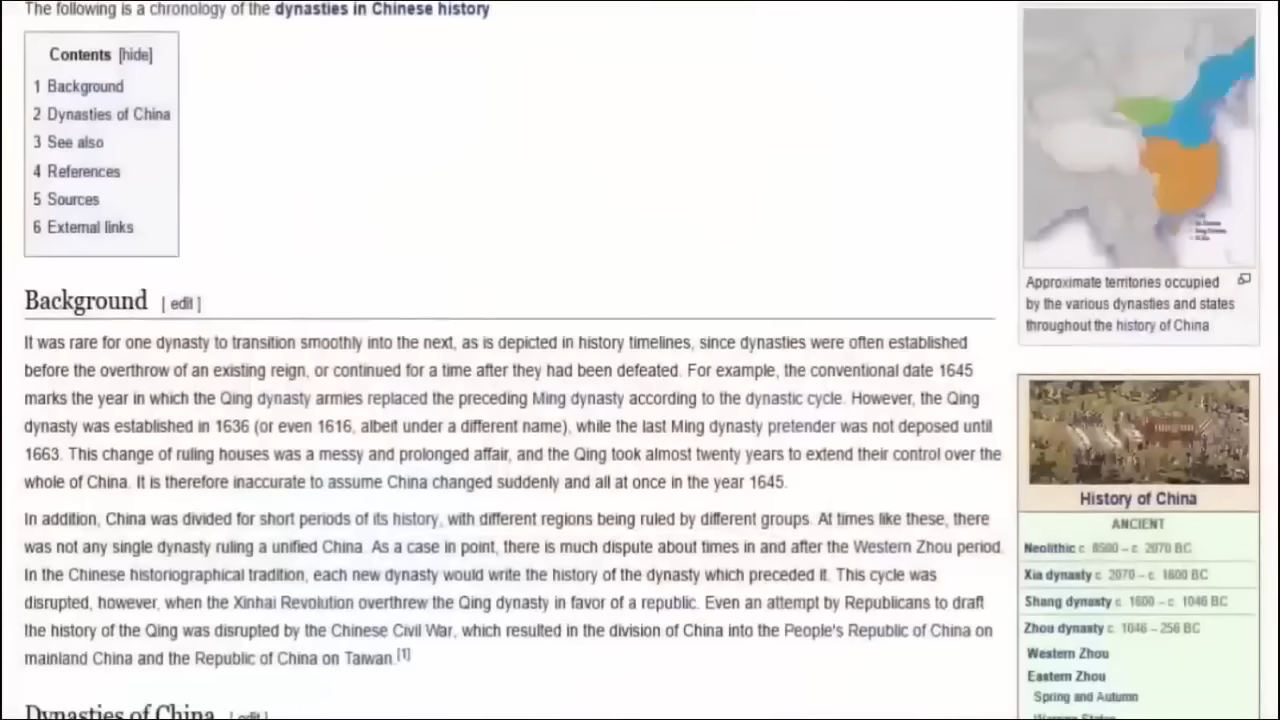 The following is a chronology of the dynasties in Chinese history
Contents [hide]
1 Background
2 Dynasties of China
3 See also
4 References
5 Sources
6 External links
Background [ edit ]
It was rare for one dynasty to transition smoothly into the next, as is depicted in history timelines, since dynasties were often established
before the overthrow of an existing reign, or continued for a time after they had been defeated. For example, the conventional date 1645
marks the year in which the Qing dynasty armies replaced the preceding Ming dynasty according to the dynastic cycle. However, the Qing
dynasty was established in 1636 (or even 1616, albeit under a different name), while the last Ming dynasty pretender was not deposed until
1663. This change of ruling houses was a messy and prolonged affair, and the Qing took almost twenty years to extend their control over the
whole of China. It is therefore inaccurate to assume China changed suddenly and all at once in the year 1645.
In addition, China was divided for short periods of its history, with different regions being ruled by different groups. At times like these, there
was not any single dynasty ruling a unified China. As a case in point, there is much dispute about times in and after the Western Zhou period.
In the Chinese historiographical tradition, each new dynasty would write the history of the dynasty which preceded it. This cycle was
disrupted, however, when the Xinhai Revolution overthrew the Qing dynasty in favor of a republic. Even an attempt by Republicans to draft
the history of the Qing was disrupted by the Chinese Civil War, which resulted in the division of China into the People's Republic of China on
mainland China and the Republic of China on Taiwan.[1]
Dynasties of China [ edit ]
Approximate territories occupied
by the various dynasties and states
throughout the history of China
History of China
ANCIENT
Neolithic c. 8500 – c. 2070 BC
Xia dynasty c. 2070 – c. 1600 BC
Shang dynasty c. 1600 – c. 1046 BC
Zhou dynasty c. 1046 – 256 BC
Western Zhou
Eastern Zhou
Spring and Autumn
Warring States